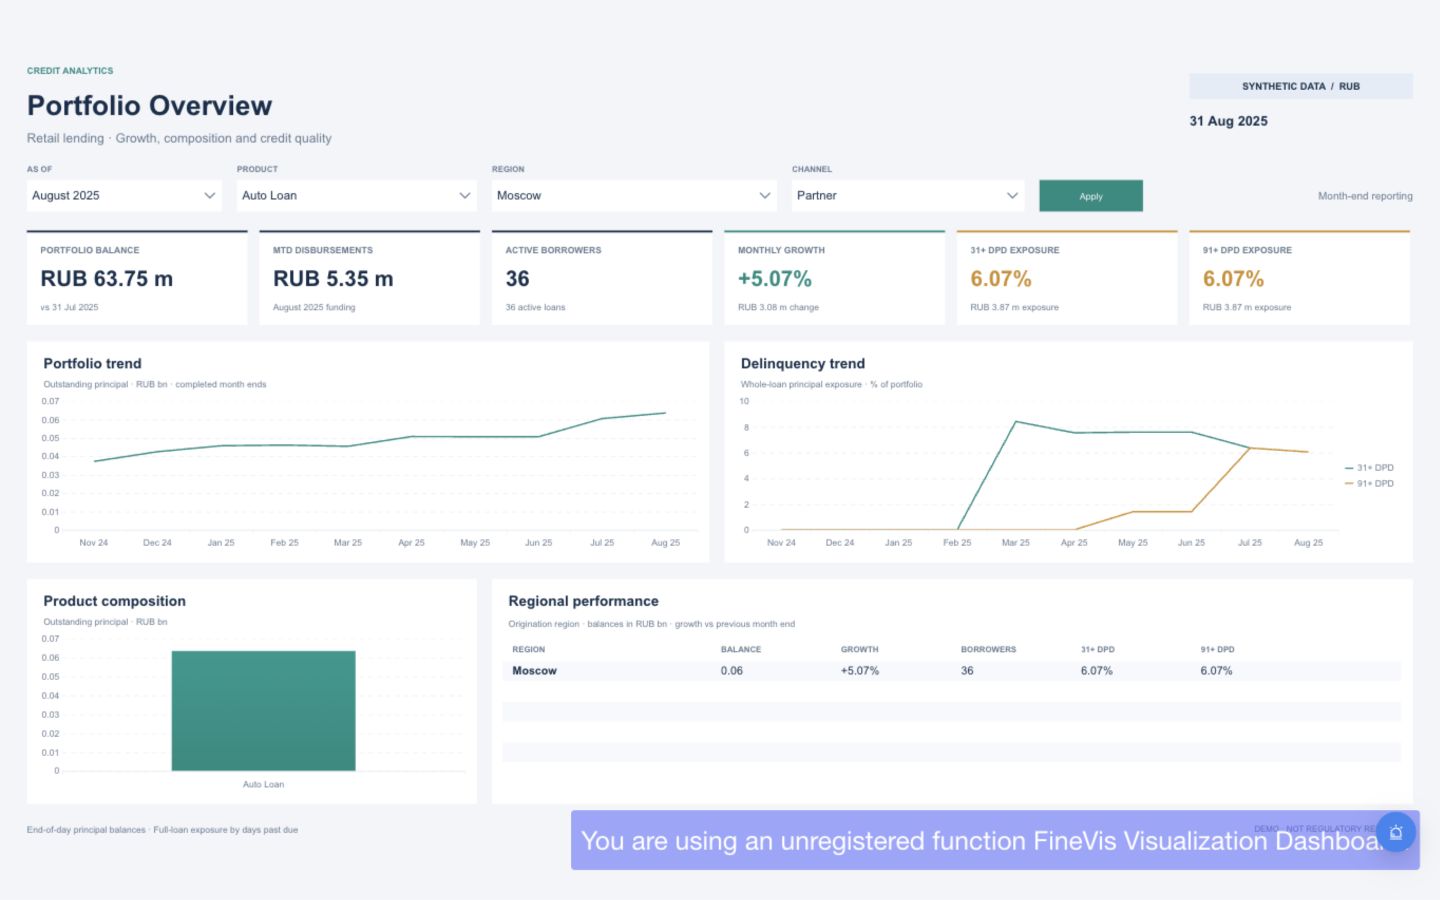 CREDIT ANALYTICS
Portfolio Overview
Retail lending · Growth, composition and credit quality
SYNTHETIC DATA / RUB
31 Aug 2025
AS OF
August 2025
PRODUCT
Auto Loan
REGION
Moscow
CHANNEL
Partner
Apply
Month-end reporting
PORTFOLIO BALANCE
RUB 63.75 m
vs 31 Jul 2025
MTD DISBURSEMENTS
RUB 5.35 m
August 2025 funding
ACTIVE BORROWERS
36
36 active loans
MONTHLY GROWTH
+5.07%
RUB 3.08 m change
31+ DPD EXPOSURE
6.07%
RUB 3.87 m exposure
91+ DPD EXPOSURE
6.07%
RUB 3.87 m exposure
Portfolio trend
Outstanding principal · RUB bn · completed month ends
0.07
0.06
0.05
0.04
0.03
0.02
0.01
0
Nov 24 Dec 24 Jan 25 Feb 25 Mar 25 Apr 25 May 25 Jun 25 Jul 25 Aug 25
Delinquency trend
Whole-loan principal exposure · % of portfolio
10
8
6
4
2
0
Nov 24 Dec 24 Jan 25 Feb 25 Mar 25 Apr 25 May 25 Jun 25 Jul 25 Aug 25
31+ DPD
91+ DPD
Product composition
Outstanding principal · RUB bn
0.07
0.06
0.05
0.04
0.03
0.02
0.01
0
Auto Loan
Regional performance
Origination region · balances in RUB bn · growth vs previous month end
REGION BALANCE GROWTH BORROWERS 31+ DPD 91+ DPD
Moscow 0.06 +5.07% 36 6.07% 6.07%
End-of-day principal balances · Full-loan exposure by days past due
DEMO · NOT REGULATORY
You are using an unregistered function FineVis Visualization